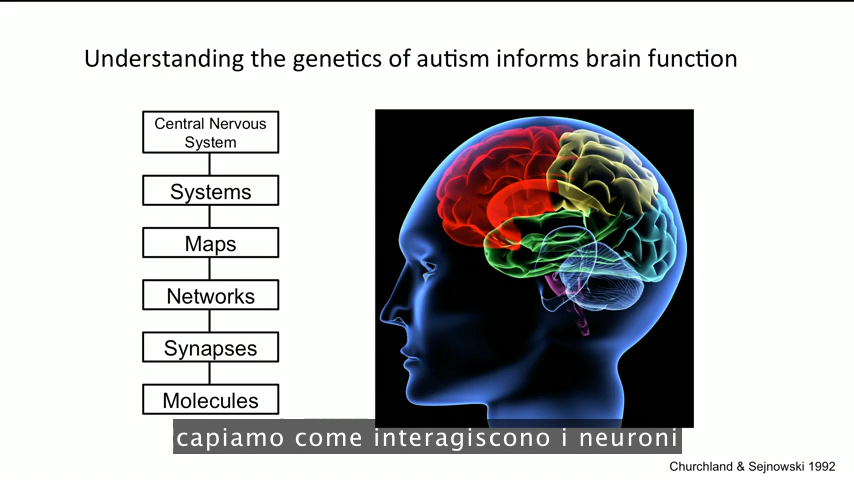 Understanding the genetics of autism informs brain function
Central Nervous
System
Systems
Maps
Networks
Synapses
Molecules
capiamo come interagiscono i neuroni
Churchland & Sejnowski 1992